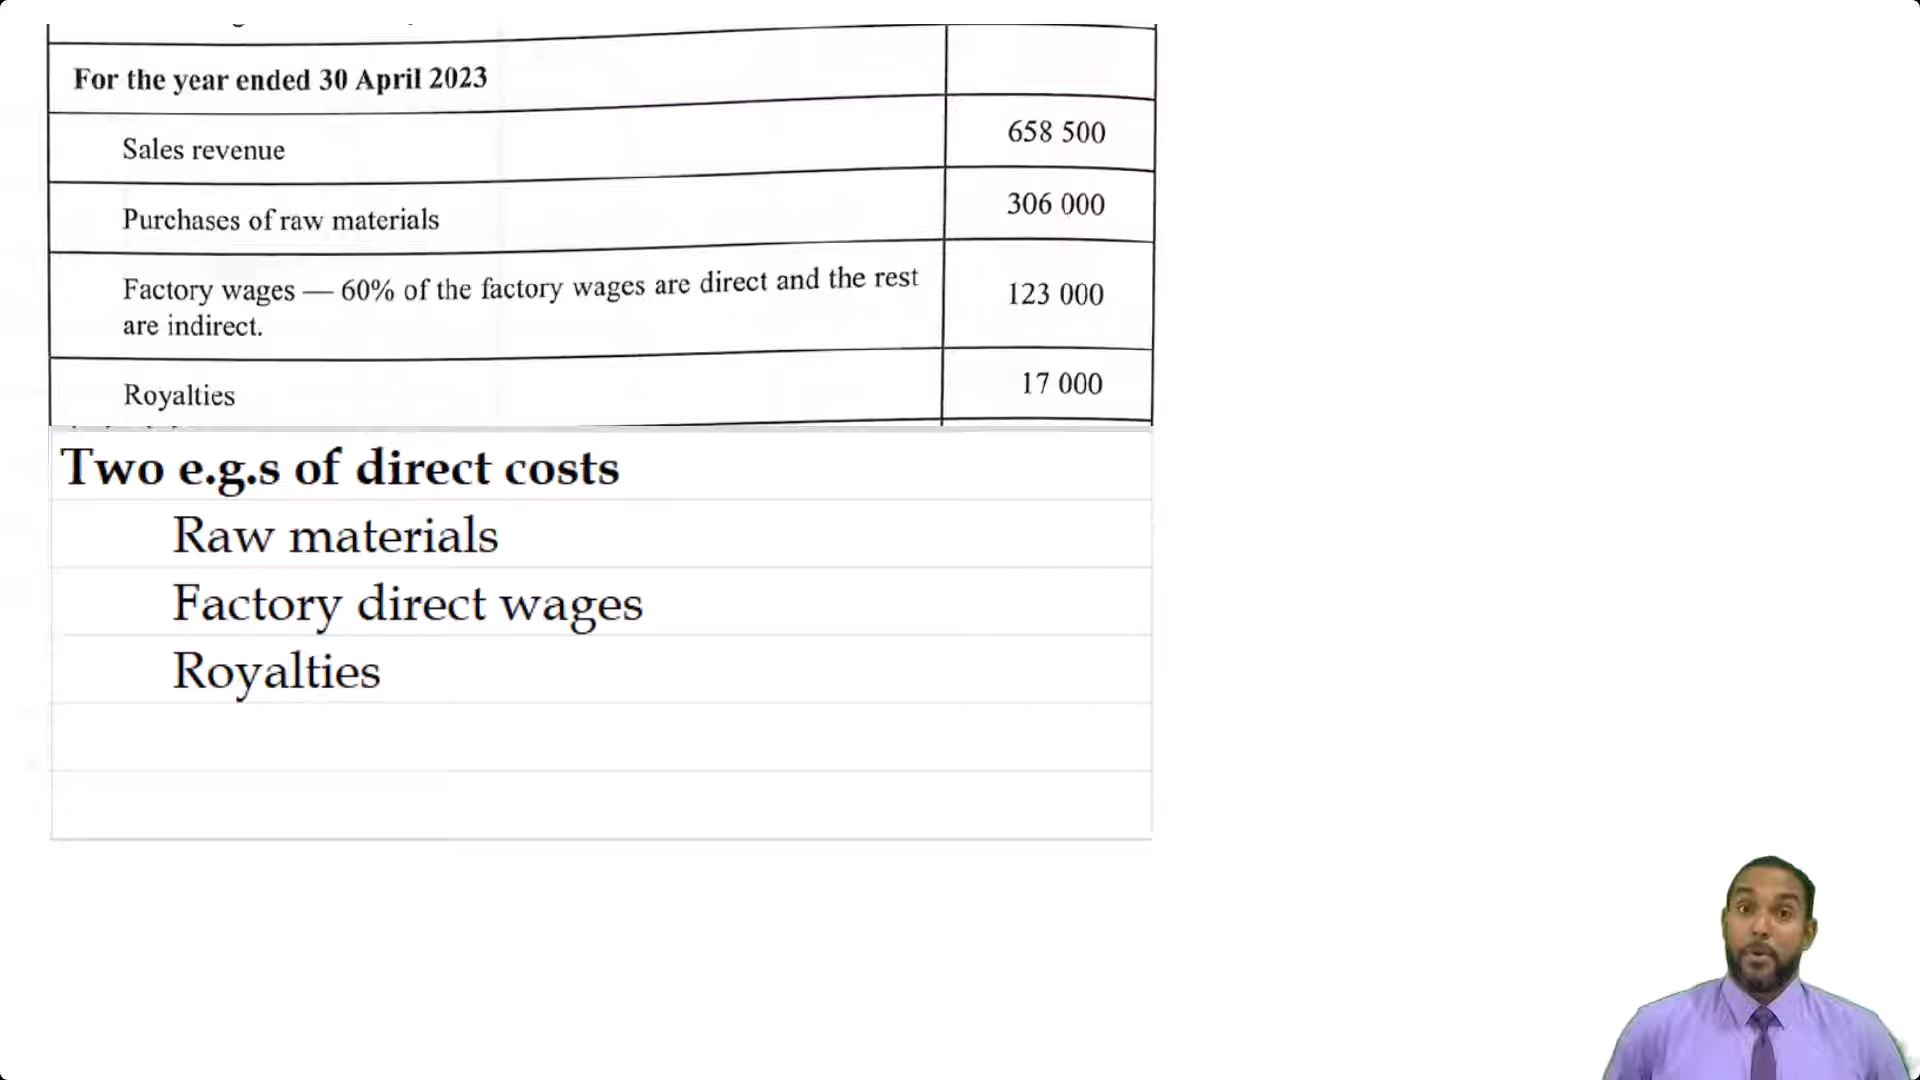 For the year ended 30 April 2023
Sales revenue 658 500
Purchases of raw materials 306 000
Factory wages — 60% of the factory wages are direct and the rest
are indirect. 123 000
Royalties 17 000
Two e.g.s of direct costs
Raw materials
Factory direct wages
Royalties